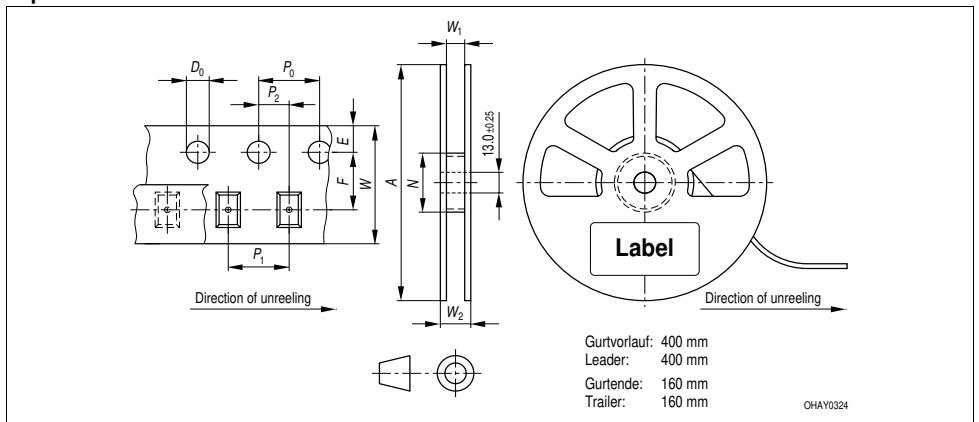 W1
D0
P0
P2
E
F
W
A
N
13.0 ±0.25
P1
W2
Label
Direction of unreeling
Direction of unreeling
Gurtvorlauf: 400 mm
Leader: 400 mm
Gurtende: 160 mm
Trailer: 160 mm
OHAY0324